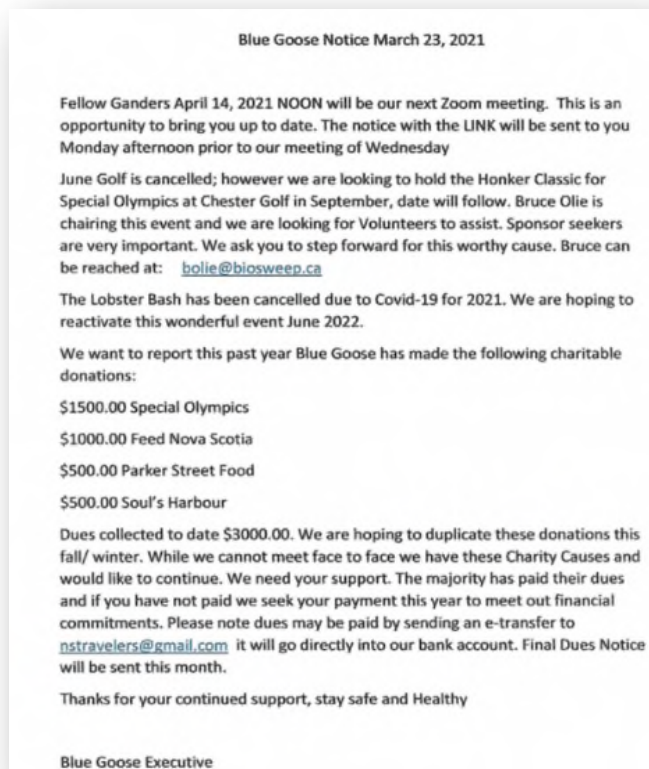 Blue Goose Notice March 23, 2021
Fellow Ganders April 14, 2021 NOON will be our next Zoom meeting. This is an
opportunity to bring you up to date. The notice with the LINK will be sent to you
Monday afternoon prior to our meeting of Wednesday
June Golf is cancelled; however we are looking to hold the Honker Classic for
Special Olympics at Chester Golf in September, date will follow. Bruce Olie is
chairing this event and we are looking for Volunteers to assist. Sponsor seekers
are very important. We ask you to step forward for this worthy cause. Bruce can
be reached at: bolie@biosweep.ca
The Lobster Bash has been cancelled due to Covid-19 for 2021. We are hoping to
reactivate this wonderful event June 2022.
We want to report this past year Blue Goose has made the following charitable
donations:
$1500.00 Special Olympics
$1000.00 Feed Nova Scotia
$500.00 Parker Street Food
$500.00 Soul's Harbour
Dues collected to date $3000.00. We are hoping to duplicate these donations this
fall/ winter. While we cannot meet face to face we have these Charity Causes and
would like to continue. We need your support. The majority has paid their dues
and if you have not paid we seek your payment this year to meet out financial
commitments. Please note dues may be paid by sending an e-transfer to
nstravelers@gmail.com it will go directly into our bank account. Final Dues Notice
will be sent this month.
Thanks for your continued support, stay safe and Healthy
Blue Goose Executive